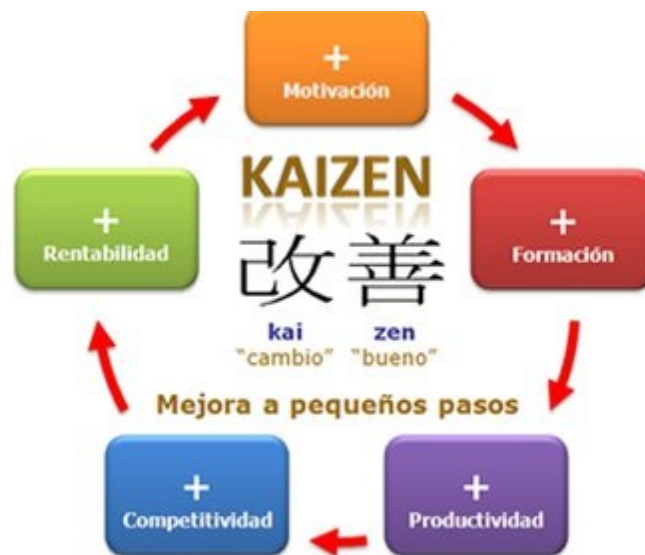 +
Motivación
KAIZEN
+
Rentabilidad
+
Formación
改善
kai zen
"cambio" "bueno"
Mejora a pequeños pasos
+
Competitividad
+
Productividad